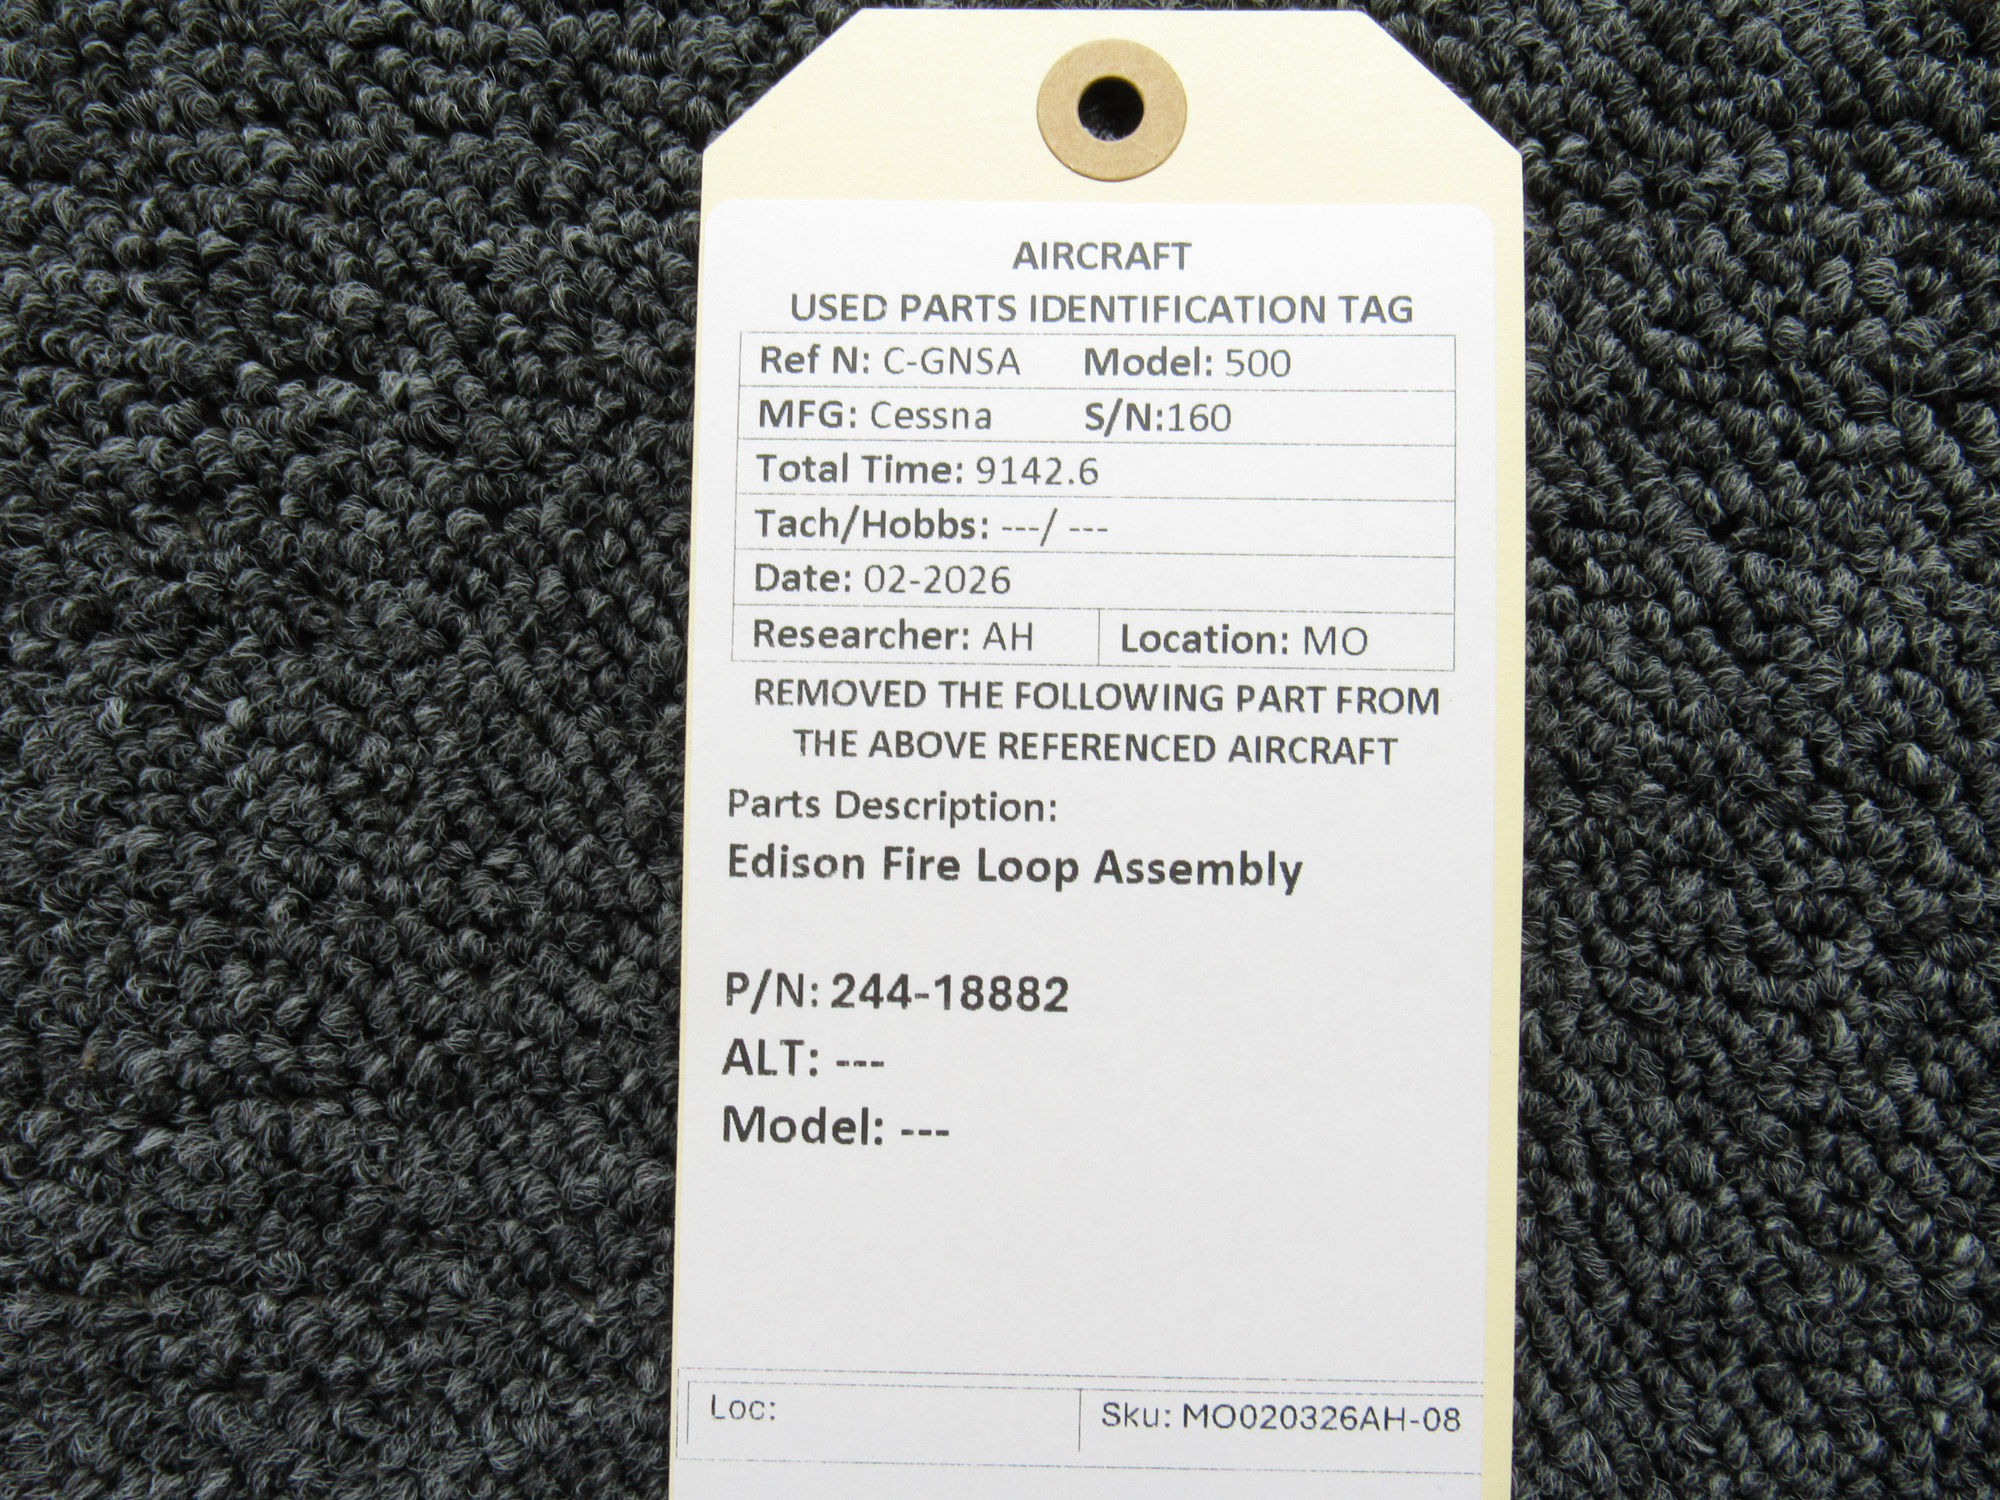 AIRCRAFT
USED PARTS IDENTIFICATION TAG
Ref N: C-GNSA Model: 500
MFG: Cessna S/N:160
Total Time: 9142.6
Tach/Hobbs: ---/ ---
Date: 02-2026
Researcher: AH Location: MO
REMOVED THE FOLLOWING PART FROM
THE ABOVE REFERENCED AIRCRAFT
Parts Description:
Edison Fire Loop Assembly
P/N: 244-18882
ALT: ---
Model: ---
Loc: Sku: MO020326AH-08